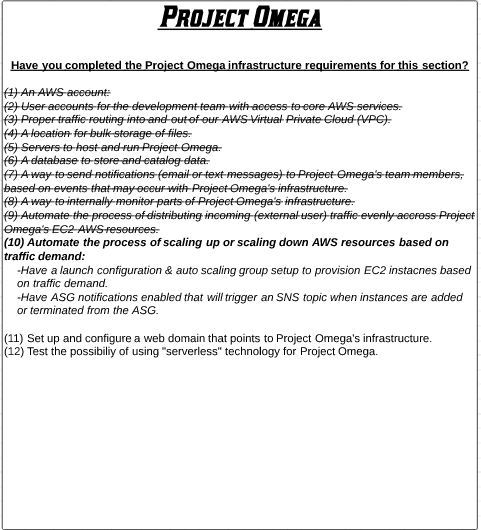 PROJECT OMEGA
Have you completed the Project Omega infrastructure requirements for this section?
(1) An AWS account:
(2) User accounts for the development team with access to core AWS services.
(3) Proper traffic routing into and out of our AWS Virtual Private Cloud (VPC).
(4) A location for bulk storage of files.
(5) Servers to host and run Project Omega.
(6) A database to store and catalog data.
(7) A way to send notifications (email or text messages) to Project Omega's team members,
based on events that may occur with Project Omega's infrastructure.
(8) A way to internally monitor parts of Project Omega's infrastructure.
(9) Automate the process of distributing incoming (external user) traffic evenly accross Project
Omega's EC2 AWS resources.
(10) Automate the process of scaling up or scaling down AWS resources based on
traffic demand:
-Have a launch configuration & auto scaling group setup to provision EC2 instacnes based
on traffic demand.
-Have ASG notifications enabled that will trigger an SNS topic when instances are added
or terminated from the ASG.
(11) Set up and configure a web domain that points to Project Omega's infrastructure.
(12) Test the possibiliy of using "serverless" technology for Project Omega.